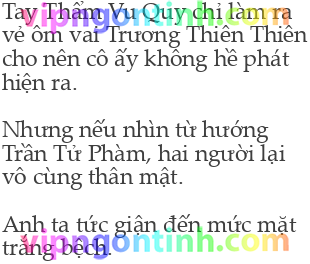 Tay Thẩm Vu Quy chỉ làm ra
vẻ ôm vai Trương Thiên Thiên
cho nên cô ấy không hề phát
hiện ra.
Nhưng nếu nhìn từ hướng
Trần Tử Phàm, hai người lại
vô cùng thân mật.
Anh ta tức giận đến mức mặt
trắng bệch.
vipngontinh.com
vipngontinh.com
vipngontinh.com